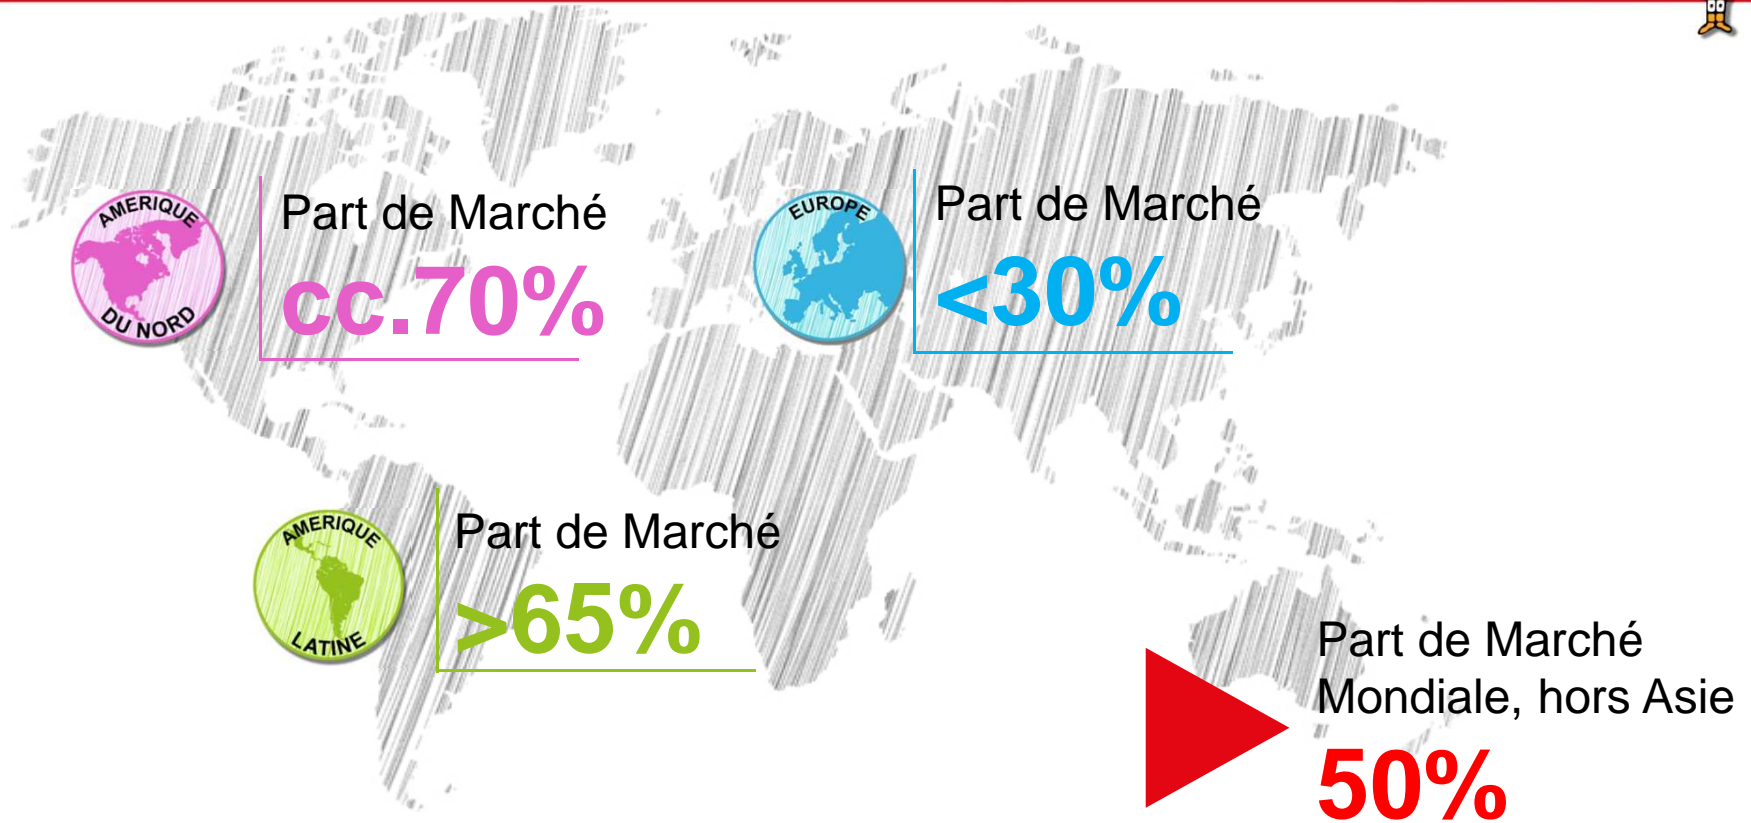 AMERIQUE
DU NORD
Part de Marché
cc.70%
EUROPE
Part de Marché
<30%
AMERIQUE
LATINE
Part de Marché
>65%
Part de Marché
Mondiale, hors Asie
50%